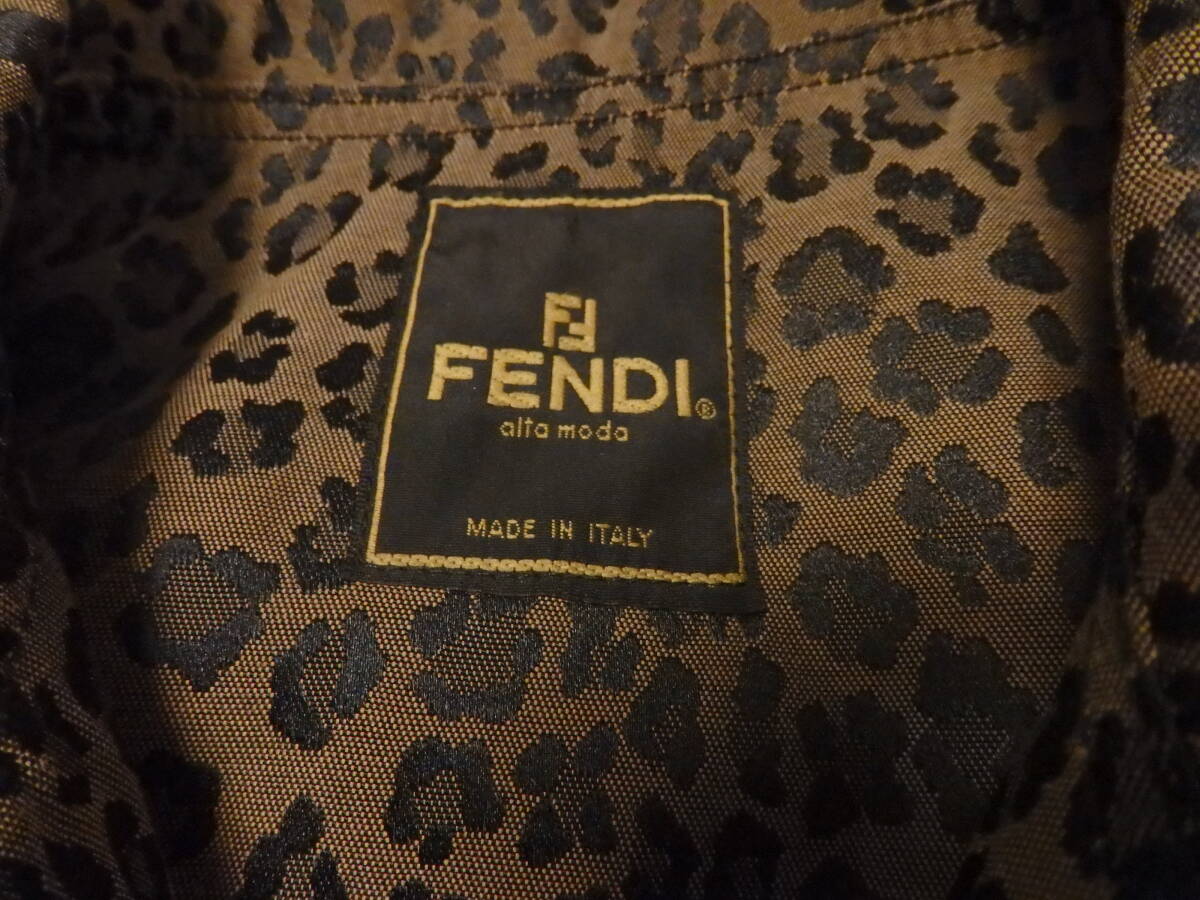 FF
FENDI®
alta moda
MADE IN ITALY